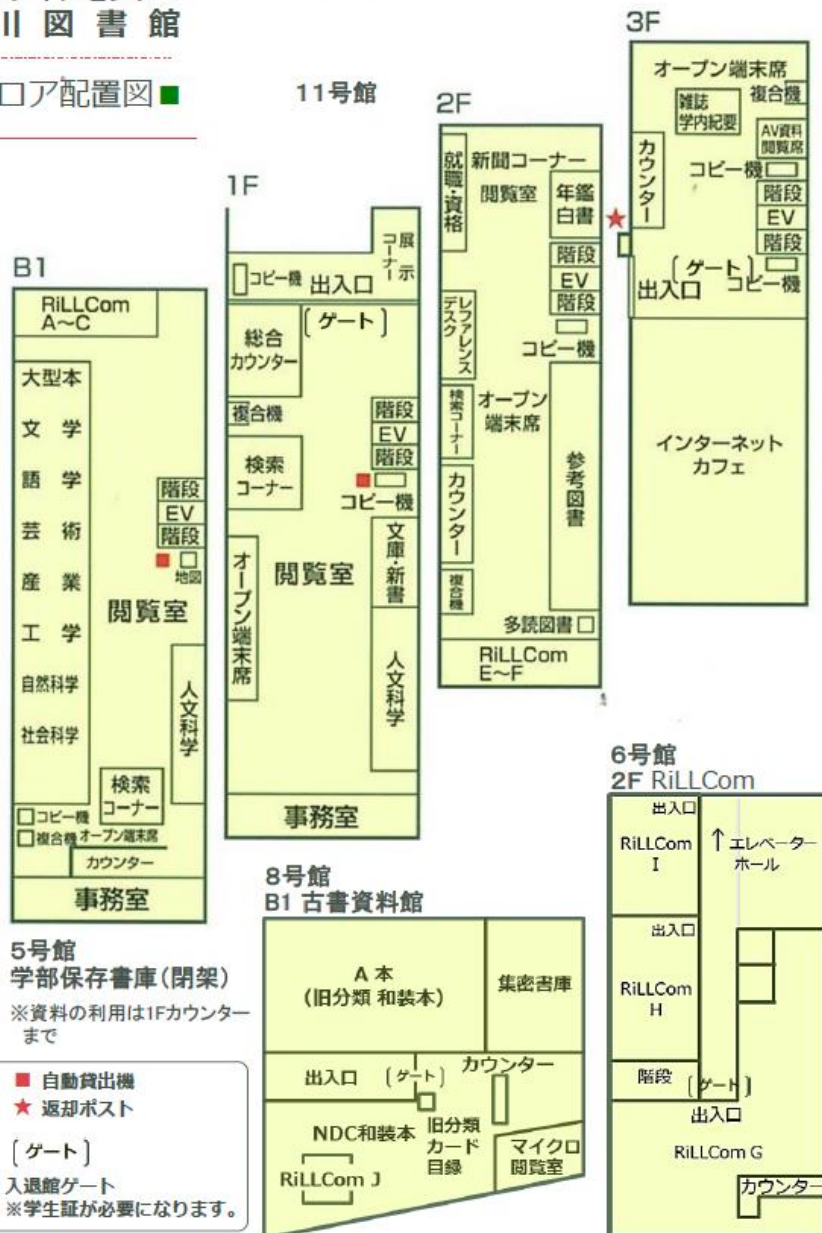 川図書館
ロア配置図■
11号館
3F
オープン端末席
複合機
雑誌
学内紀要
AV資料
閲覧席
カウンター
コピー機
階段
EV
階段
[ゲート]
出入口
コピー機
インターネット
カフェ
2F
就職・資格
新聞コーナー
閲覧室
年鑑
白書
階段
EV
階段
レファレンス
デスク
コピー機
検索コーナー
オープン
端末席
カウンター
参考図書
複合機
多読図書
RiLLCom
E～F
1F
展示
コーナー
コピー機
出入口
総合
カウンター
[ゲート]
複合機
階段
EV
階段
検索
コーナー
コピー機
文庫・新書
オープン端末席
閲覧室
人文科学
事務室
B1
RiLLCom
A～C
大型本
文学
語学
芸術
産業
工学
自然科学
社会科学
階段
EV
階段
地図
閲覧室
人文科学
検索
コーナー
コピー機
複合機
オープン端末席
カウンター
事務室
5号館
学部保存書庫(閉架)
※資料の利用は1Fカウンター
まで
■ 自動貸出機
★ 返却ポスト
[ゲート]
入退館ゲート
※学生証が必要になります。
8号館
B1 古書資料館
A 本
(旧分類 和装本)
集密書庫
出入口
[ゲート]
カウンター
NDC和装本
旧分類
カード
目録
マイクロ
閲覧室
RiLLCom J
6号館
2F RiLLCom
出入口
RiLLCom
I
↑エレベーター
ホール
出入口
RiLLCom
H
階段
[ゲート]
出入口
RiLLCom G
カウンター